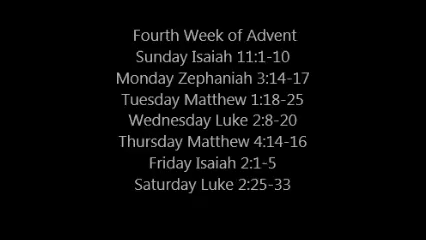 Fourth Week of Advent
Sunday Isaiah 11:1-10
Monday Zephaniah 3:14-17
Tuesday Matthew 1:18-25
Wednesday Luke 2:8-20
Thursday Matthew 4:14-16
Friday Isaiah 2:1-5
Saturday Luke 2:25-33